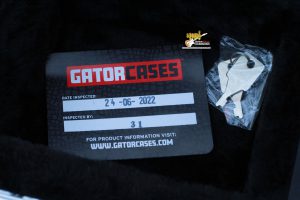 GATORCASES
DATE INSPECTED:
24-06-2022
INSPECTED BY:
31
FOR PRODUCT INFORMATION VISIT:
WWW.GATORCASES.COM